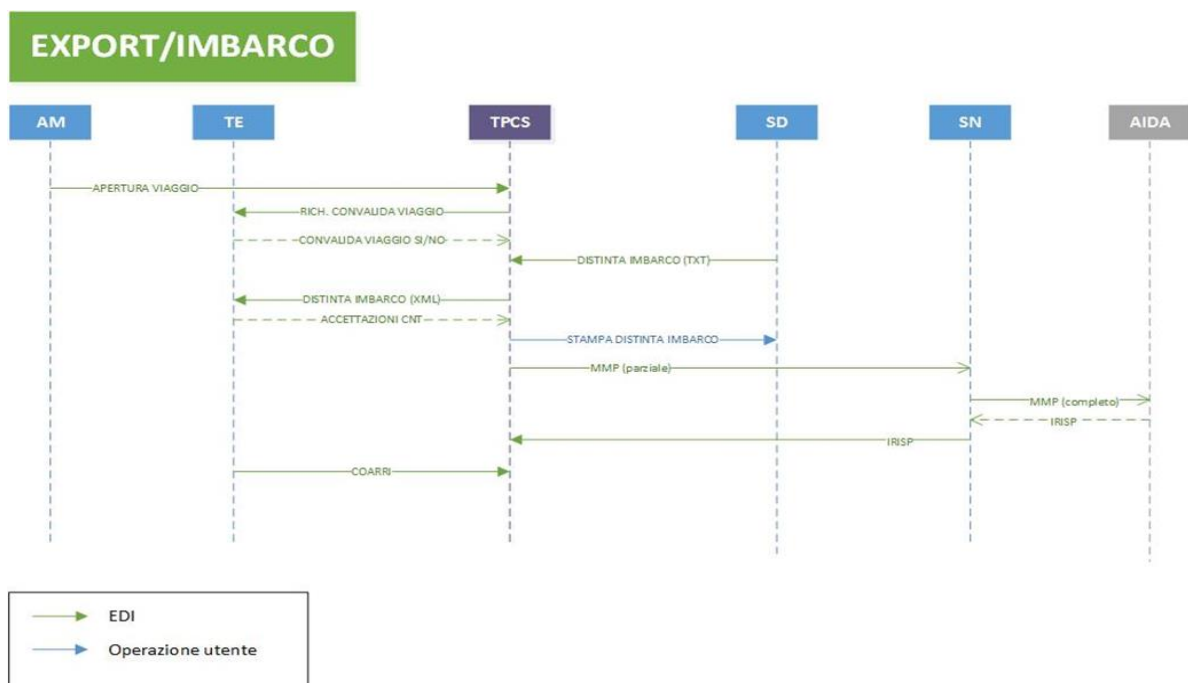 EXPORT/IMBARCO
AM TE TPCS SD SN AIDA
APERTURA VIAGGIO
RICH. CONVALIDA VIAGGIO
CONVALIDA VIAGGIO SI/NO
DISTINTA IMBARCO (TXT)
DISTINTA IMBARCO (XML)
ACCETTAZIONI CNT
STAMPA DISTINTA IMBARCO
MMP (parziale)
MMP (completo)
IRISP
IRISP
COARRI
EDI
Operazione utente